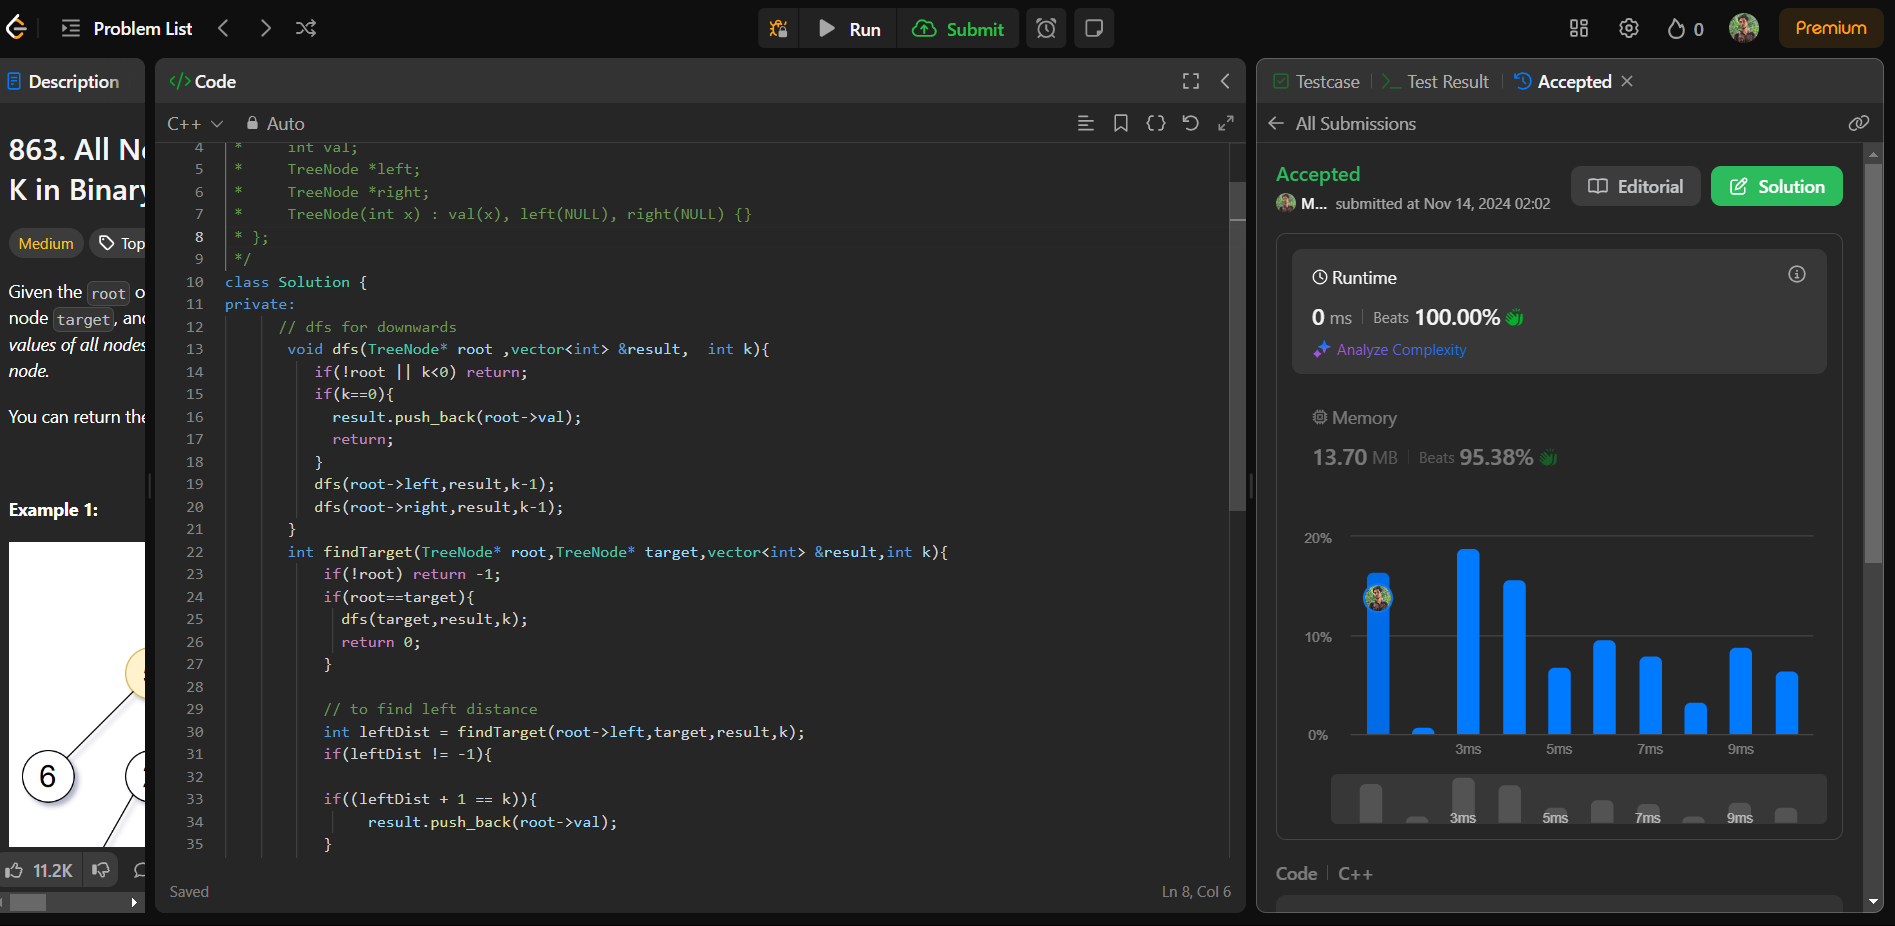 Problem List
Run
Submit
0
Premium
Description
863. All No
K in Binary
Medium
Top
Given the root o
node target, and
values of all nodes
node.
You can return the
Example 1:
6
11.2K
</> Code
C++
Auto
4 * int val;
5 * TreeNode *left;
6 * TreeNode *right;
7 * TreeNode(int x) : val(x), left(NULL), right(NULL) {}
8 * };
9 */
10 class Solution {
11 private:
12 // dfs for downwards
13 void dfs(TreeNode* root ,vector<int> &result,  int k){
14 if(!root || k<0) return;
15 if(k==0){
16 result.push_back(root->val);
17 return;
18 }
19 dfs(root->left,result,k-1);
20 dfs(root->right,result,k-1);
21 }
22 int findTarget(TreeNode* root,TreeNode* target,vector<int> &result,int k){
23 if(!root) return -1;
24 if(root==target){
25 dfs(target,result,k);
26 return 0;
27 }
28
29 // to find left distance
30 int leftDist = findTarget(root->left,target,result,k);
31 if(leftDist != -1){
32
33 if((leftDist + 1 == k)){
34 result.push_back(root->val);
35 }
Saved
Ln 8, Col 6
Testcase
Test Result
Accepted
All Submissions
Accepted
M... submitted at Nov 14, 2024 02:02
Editorial
Solution
Runtime
0 ms
Beats 100.00%
Analyze Complexity
Memory
13.70 MB
Beats 95.38%
20%
10%
0%
3ms 5ms 7ms 9ms
3ms 5ms 7ms 9ms
Code
C++